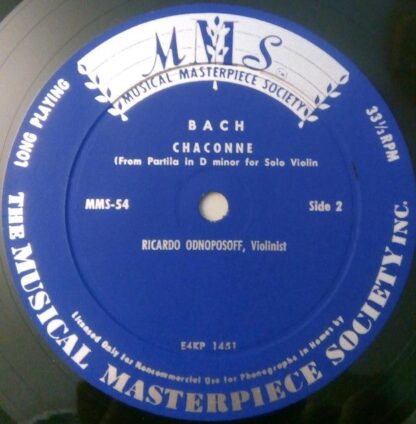 MMS
MUSICAL MASTERPIECE SOCIETY
LONG PLAYING
33⅓ RPM
BACH
CHACONNE
(From Partita in D minor for Solo Violin
MMS-54
Side 2
RICARDO ODNOPOSOFF, Violinist
E4KP 1451
Licensed Only for Noncommercial Use for Phonographs in Homes by
THE MUSICAL MASTERPIECE SOCIETY INC.